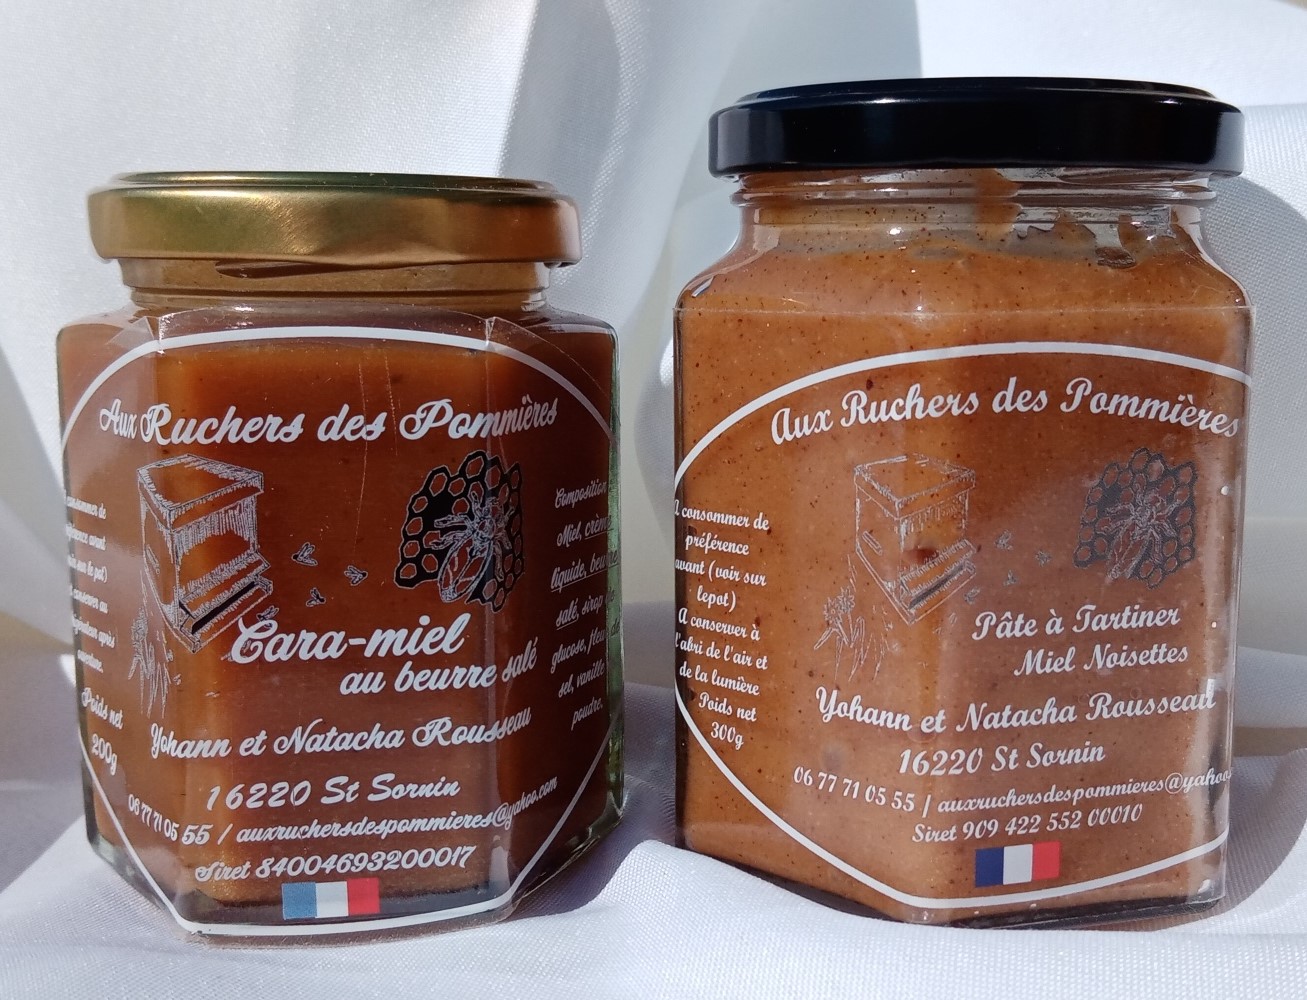 Aux Ruchers des Pommières
avant
Poids net
200g
Composition
Miel, crème
liquide, beurre
salé, sirop
glucose, fleur
sel, vanille
poudre.
Cara-miel
au beurre salé
Yohann et Natacha Rousseau
16220 St Sornin
06 77 71 05 55 / auxruchersdespommieres@yahoo.com
Siret 84004693200017
Aux Ruchers des Pommières
A consommer de
préférence
avant (voir sur
lepot)
A conserver à
l'abri de l'air et
de la lumière
Poids net
300g
Pâte à Tartiner
Miel Noisettes
Yohann et Natacha Rousseau
16220 St Sornin
06 77 71 05 55 / auxruchersdespommieres@yahoo
Siret 909 422 552 00010